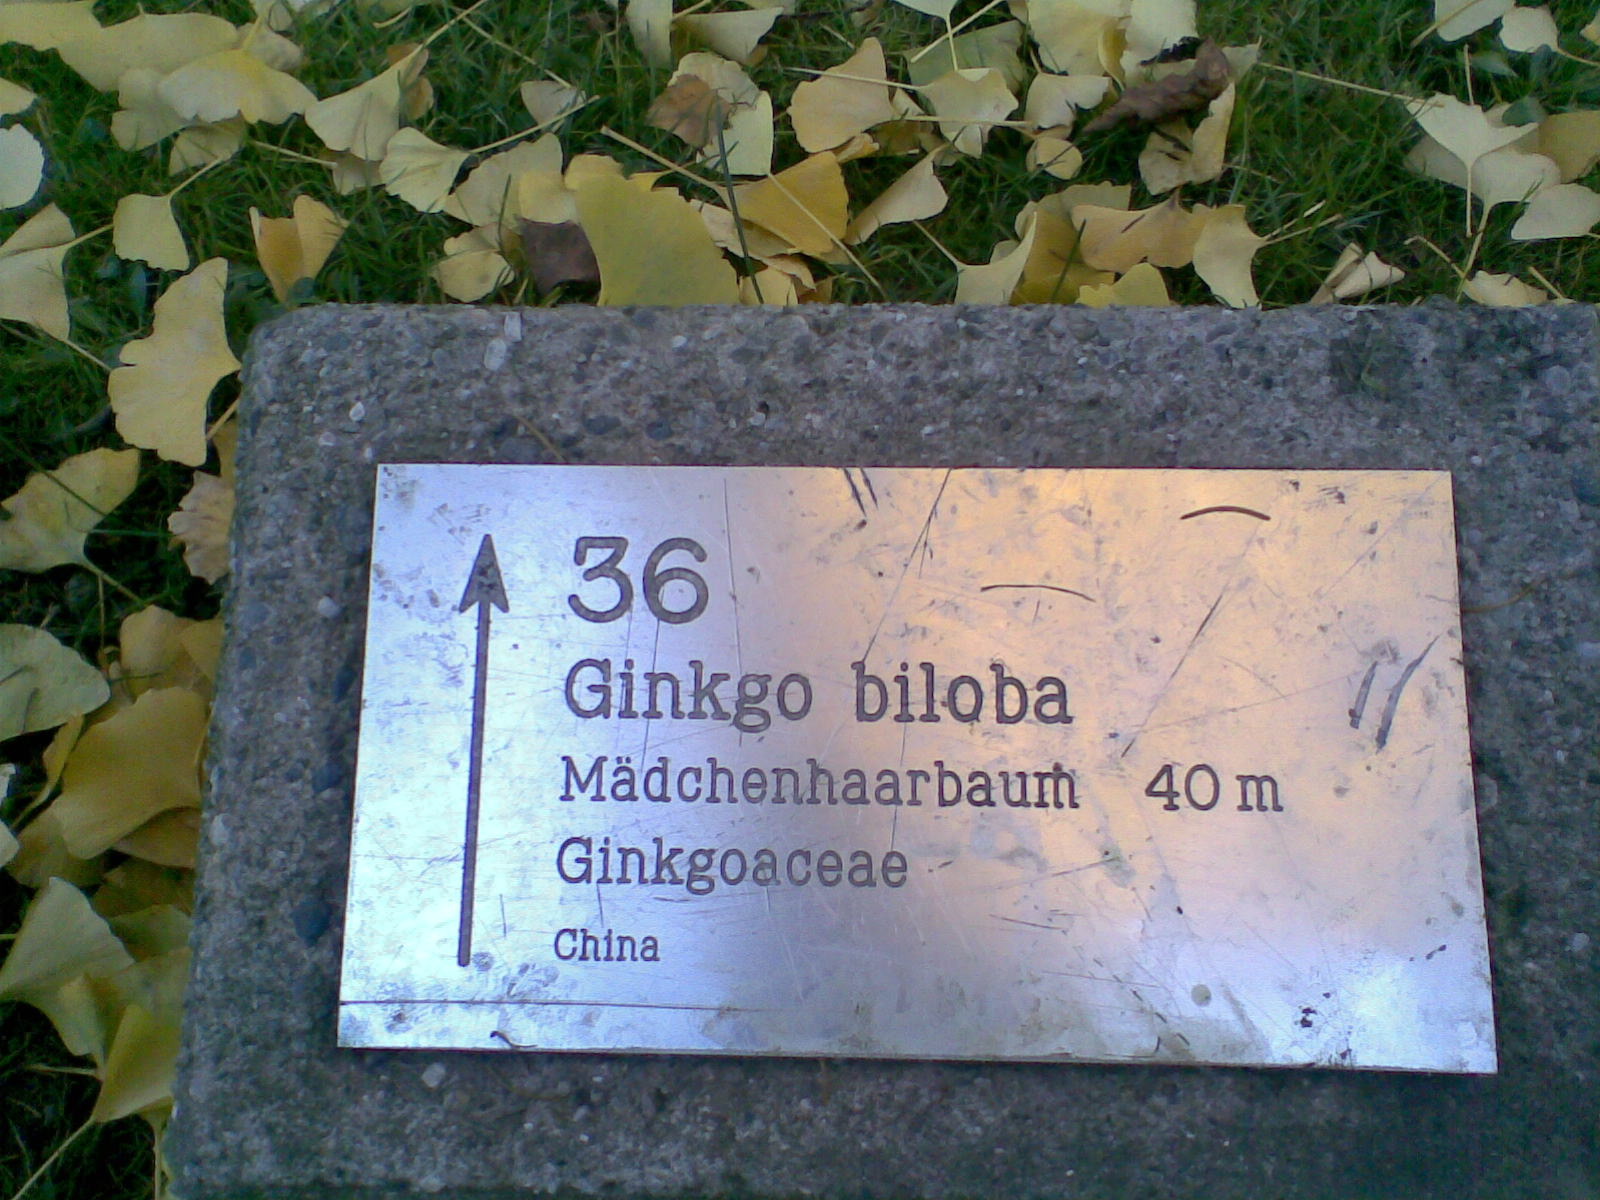 36
Ginkgo biloba
Mädchenhaarbaum 40 m
Ginkgoaceae
China